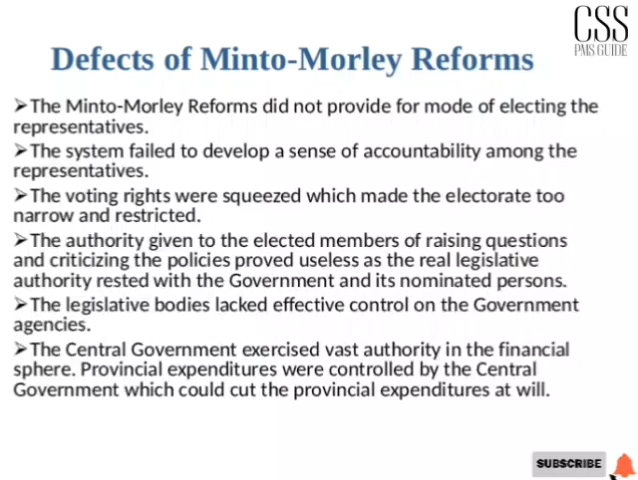 CSS
PMS GUIDE
Defects of Minto-Morley Reforms
➢The Minto-Morley Reforms did not provide for mode of electing the
representatives.
➢The system failed to develop a sense of accountability among the
representatives.
➢The voting rights were squeezed which made the electorate too
narrow and restricted.
➢The authority given to the elected members of raising questions
and criticizing the policies proved useless as the real legislative
authority rested with the Government and its nominated persons.
➢The legislative bodies lacked effective control on the Government
agencies.
➢The Central Government exercised vast authority in the financial
sphere. Provincial expenditures were controlled by the Central
Government which could cut the provincial expenditures at will.
SUBSCRIBE